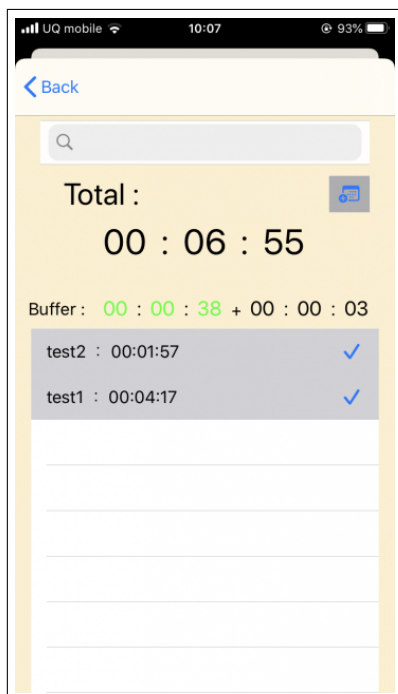 UQ mobile 10:07 93%
Back
Total :
00 : 06 : 55
Buffer : 00 : 00 : 38 + 00 : 00 : 03
test2 : 00:01:57
test1 : 00:04:17